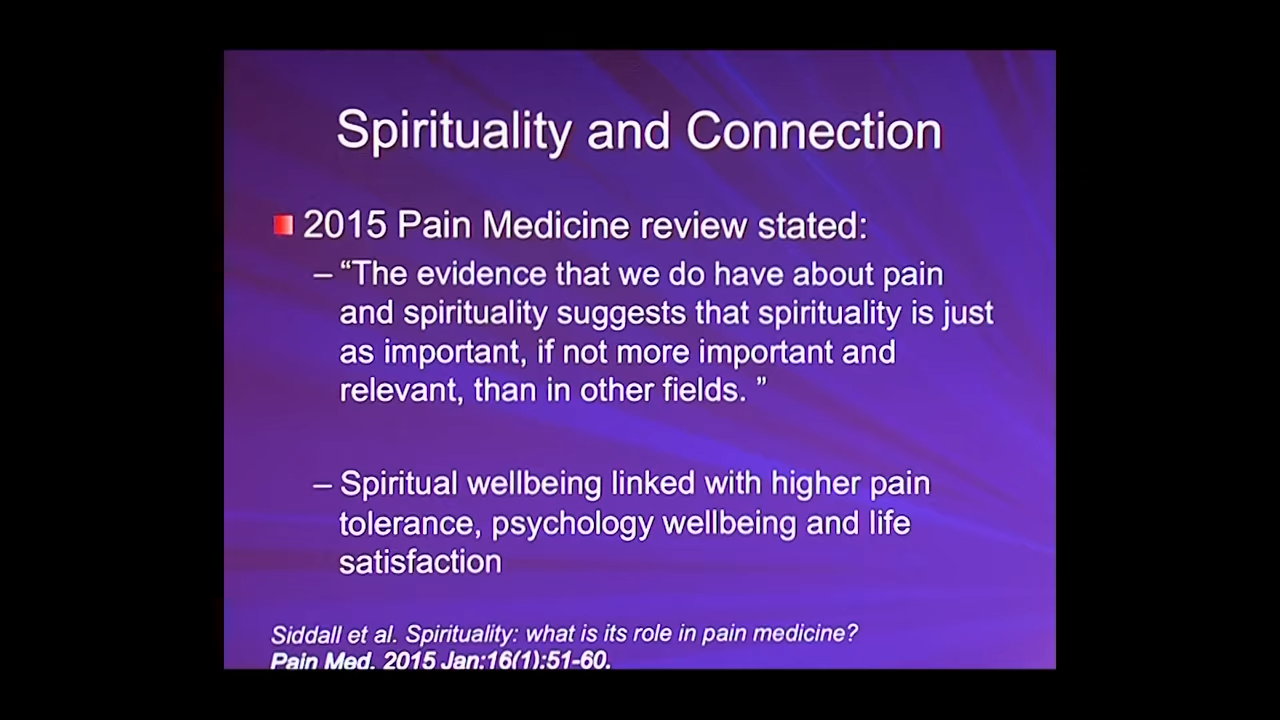 Spirituality and Connection
2015 Pain Medicine review stated:
– “The evidence that we do have about pain
and spirituality suggests that spirituality is just
as important, if not more important and
relevant, than in other fields. ”
– Spiritual wellbeing linked with higher pain
tolerance, psychology wellbeing and life
satisfaction
Siddall et al. Spirituality: what is its role in pain medicine?
Pain Med. 2015 Jan;16(1):51-60.